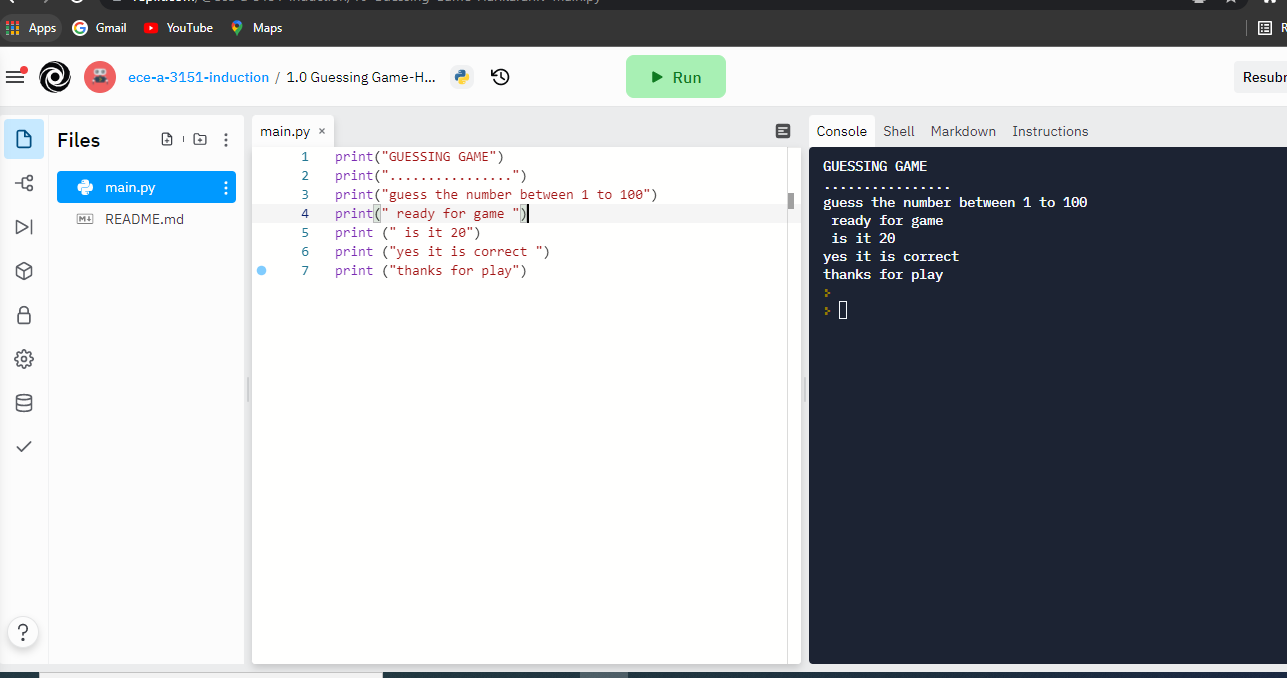 Apps
Gmail
YouTube
Maps
ece-a-3151-induction / 1.0 Guessing Game-H...
Run
Files
main.py
README.md
main.py ×
1 print("GUESSING GAME")
2 print("................")
3 print("guess the number between 1 to 100")
4 print(" ready for game ")
5 print (" is it 20")
6 print ("yes it is correct ")
7 print ("thanks for play")
Console
Shell
Markdown
Instructions
GUESSING GAME
................
guess the number between 1 to 100
 ready for game
 is it 20
yes it is correct
thanks for play
?